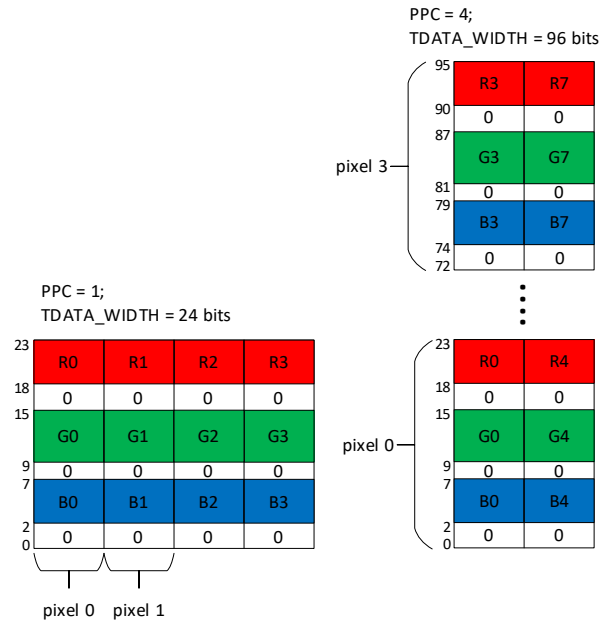 PPC = 4;
TDATA_WIDTH = 96 bits
95
R3 R7
90
0 0
87
G3 G7
pixel 3
81
0 0
79
B3 B7
74
0 0
72
PPC = 1;
TDATA_WIDTH = 24 bits
23
R0 R1 R2 R3
18
0 0 0 0
15
G0 G1 G2 G3
9
0 0 0 0
7
B0 B1 B2 B3
2
0 0 0 0
0
pixel 0 pixel 1
23
R0 R4
18
0 0
15
G0 G4
pixel 0
9
0 0
7
B0 B4
2
0 0
0